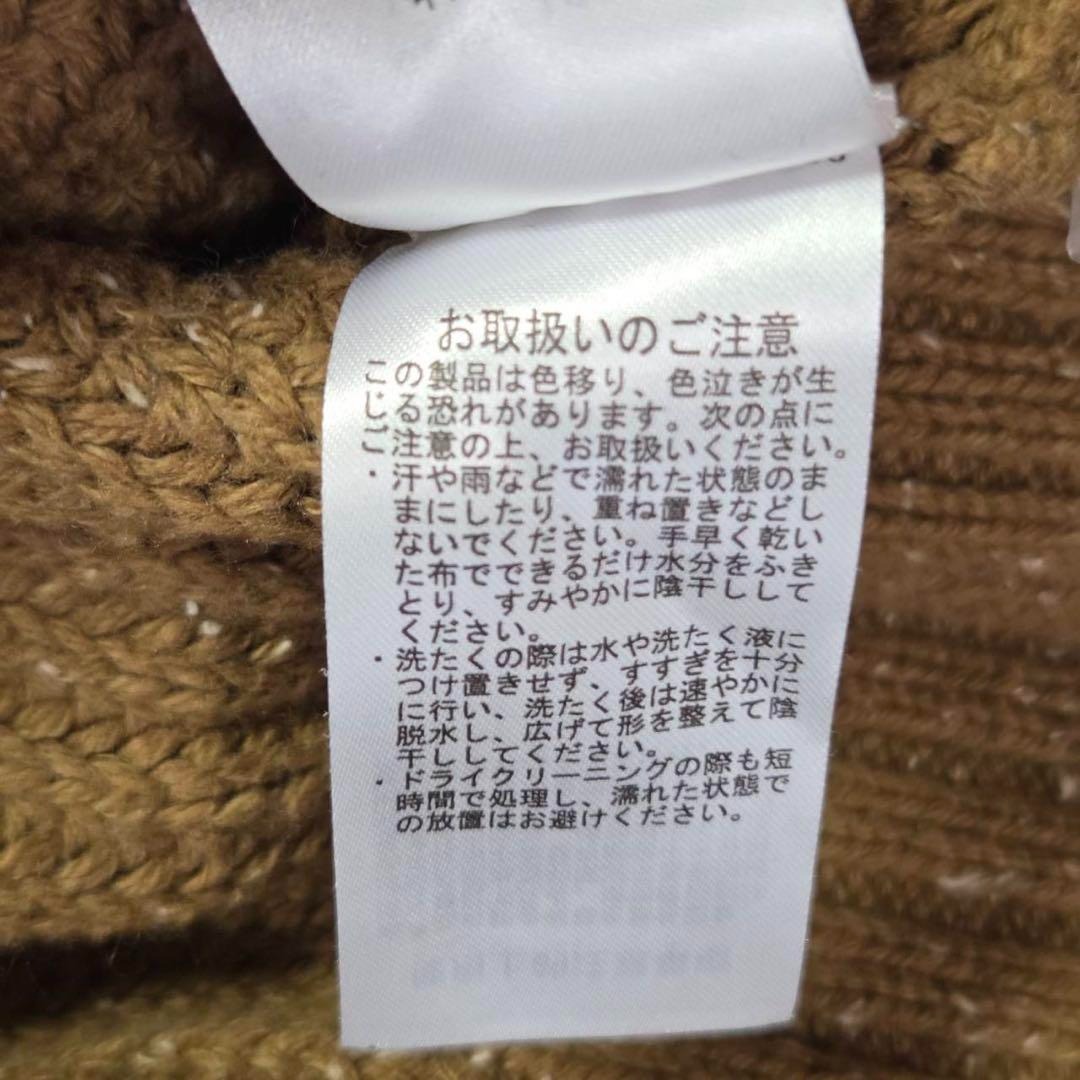 お取扱いのご注意
この製品は色移り、色泣きが生
じる恐れがあります。次の点に
ご注意の上、お取扱いください。
・汗や雨などで濡れた状態のま
まにしたり、重ね置きなどし
ないでください。手早く乾い
た布でできるだけ水分をふき
とり、すみやかに陰干しして
ください。
・洗たくの際は水や洗たく液に
つけ置きせず、すすぎを十分
に行い、洗たく後は速やかに
脱水し、広げて形を整えて陰
干ししてください。
・ドライクリーニングの際も短
時間で処理し、濡れた状態で
の放置はお避けください。